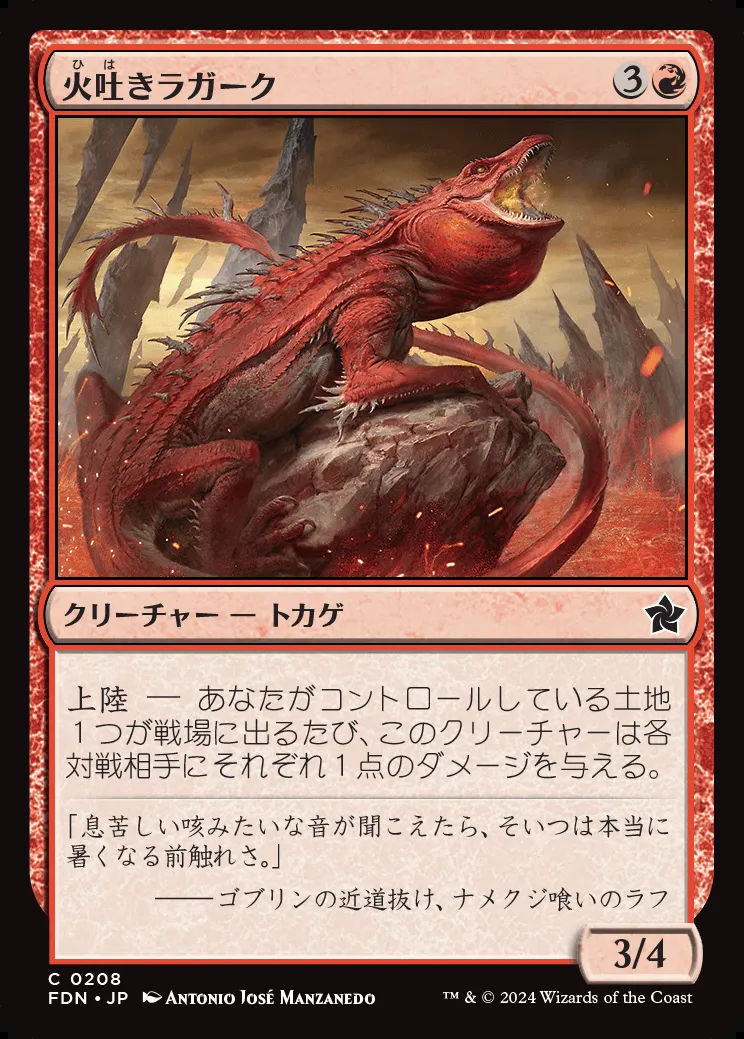 火吐きラガーク
3
クリーチャー — トカゲ
上陸 — あなたがコントロールしている土地
１つが戦場に出るたび、このクリーチャーは各
対戦相手にそれぞれ１点のダメージを与える。
「息苦しい咳みたいな音が聞こえたら、そいつは本当に
暑くなる前触れさ。」
——ゴブリンの近道抜け、ナメクジ喰いのラフ
3/4
C 0208
FDN • JP Antonio José Manzanedo
™ & © 2024 Wizards of the Coast